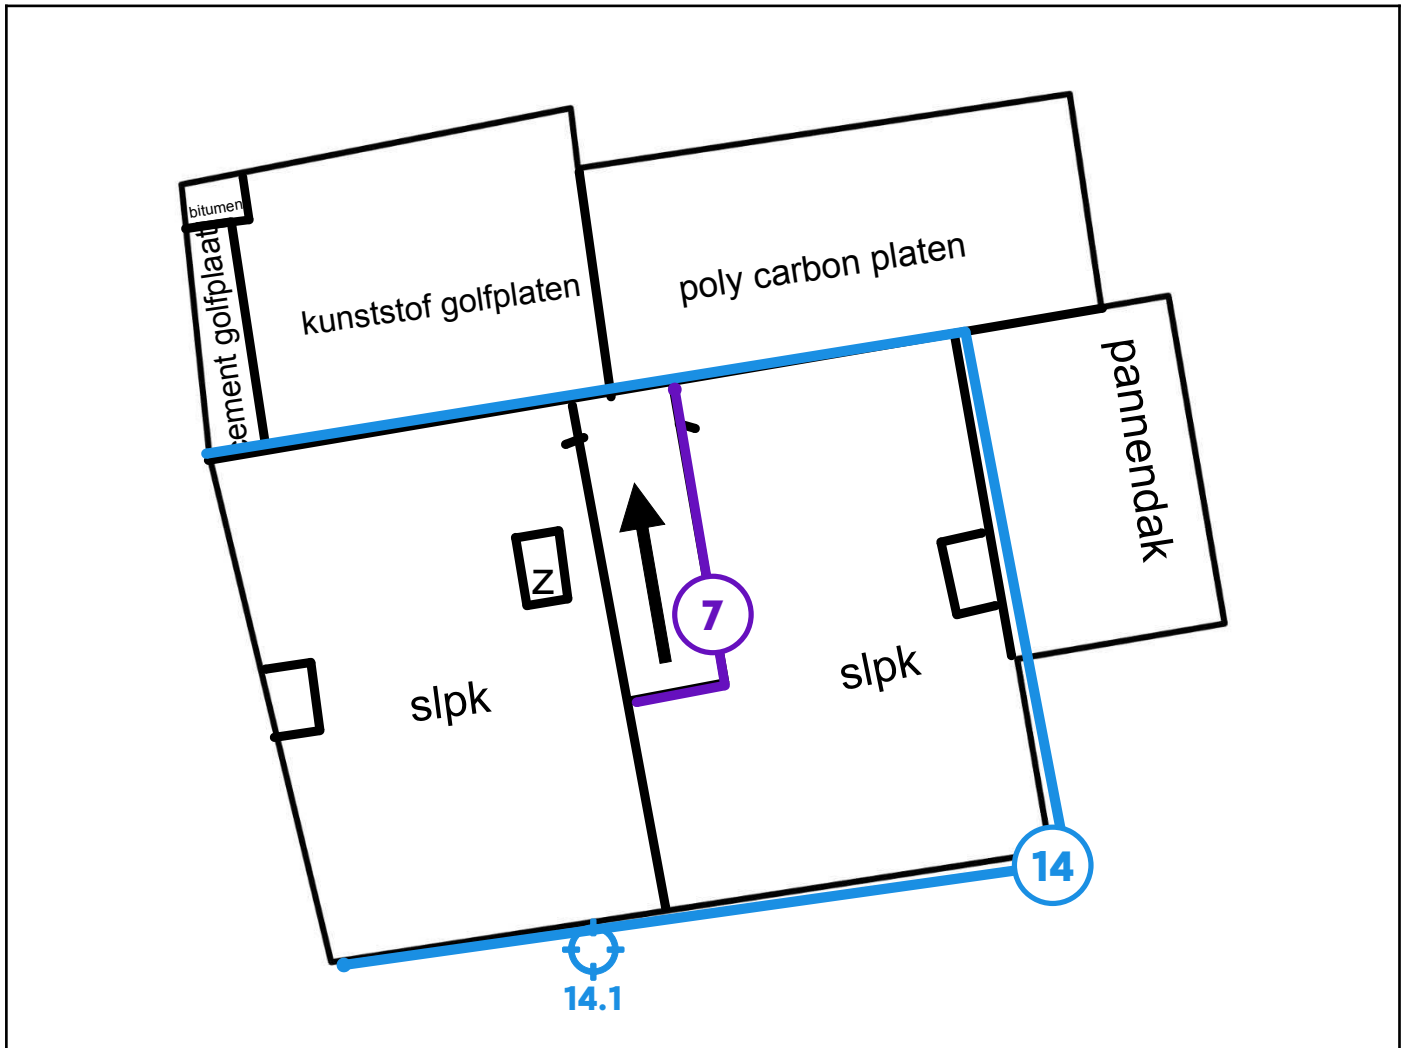 bitumen
cement golfplaat
kunststof golfplaten
poly carbon platen
pannendak
z
7
slpk
slpk
14
14.1